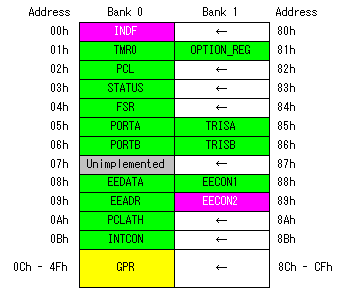 Address Bank 0 Bank 1 Address
00h INDF ← 80h
01h TMR0 OPTION_REG 81h
02h PCL ← 82h
03h STATUS ← 83h
04h FSR ← 84h
05h PORTA TRISA 85h
06h PORTB TRISB 86h
07h Unimplemented ← 87h
08h EEDATA EECON1 88h
09h EEADR EECON2 89h
0Ah PCLATH ← 8Ah
0Bh INTCON ← 8Bh
0Ch - 4Fh GPR ← 8Ch - CFh